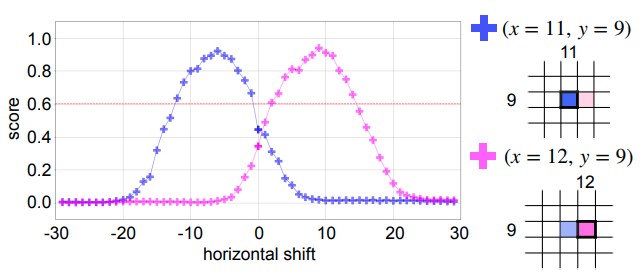 1.0
0.8
0.6
0.4
0.2
0.0
score
-30 -20 -10 0 10 20 30
horizontal shift
(x = 11, y = 9)
11
9
(x = 12, y = 9)
12
9